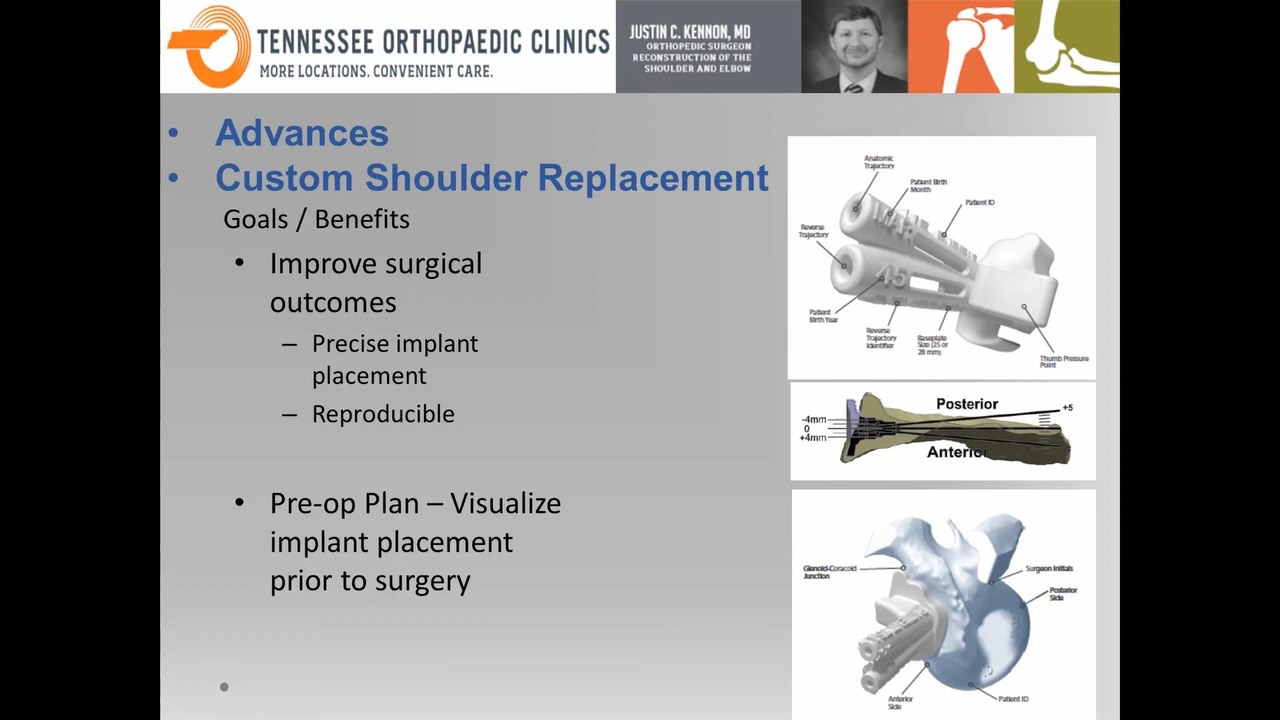 TENNESSEE ORTHOPAEDIC CLINICS
MORE LOCATIONS. CONVENIENT CARE.
JUSTIN C. KENNON, MD
ORTHOPEDIC SURGEON
RECONSTRUCTION OF THE
SHOULDER AND ELBOW
• Advances
• Custom Shoulder Replacement
Goals / Benefits
• Improve surgical
outcomes
– Precise implant
placement
– Reproducible
• Pre-op Plan – Visualize
implant placement
prior to surgery
Anatomic
Trajectory
Patient Birth
Month
Patient ID
Reverse
Trajectory
MAR
45
Patient
Birth Year
Reverse
Trajectory
Identifier
Baseplate
Size (25 or
28 mm)
Thumb Pressure
Point
Posterior
+5
-4mm
0
+4mm
Anterior
Glenoid-Coracoid
Junction
Surgeon Initials
Posterior
Side
Anterior
Side
Patient ID